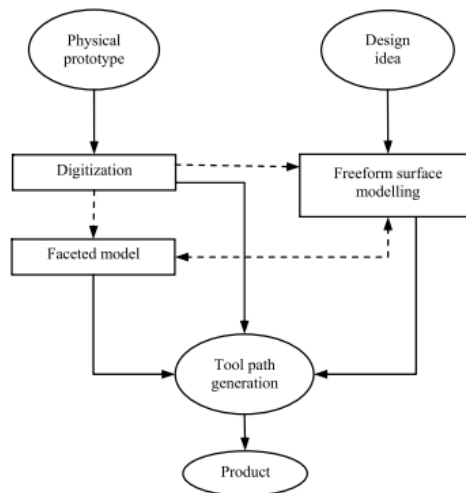 Physical
prototype
Design
idea
Digitization
Freeform surface
modelling
Faceted model
Tool path
generation
Product